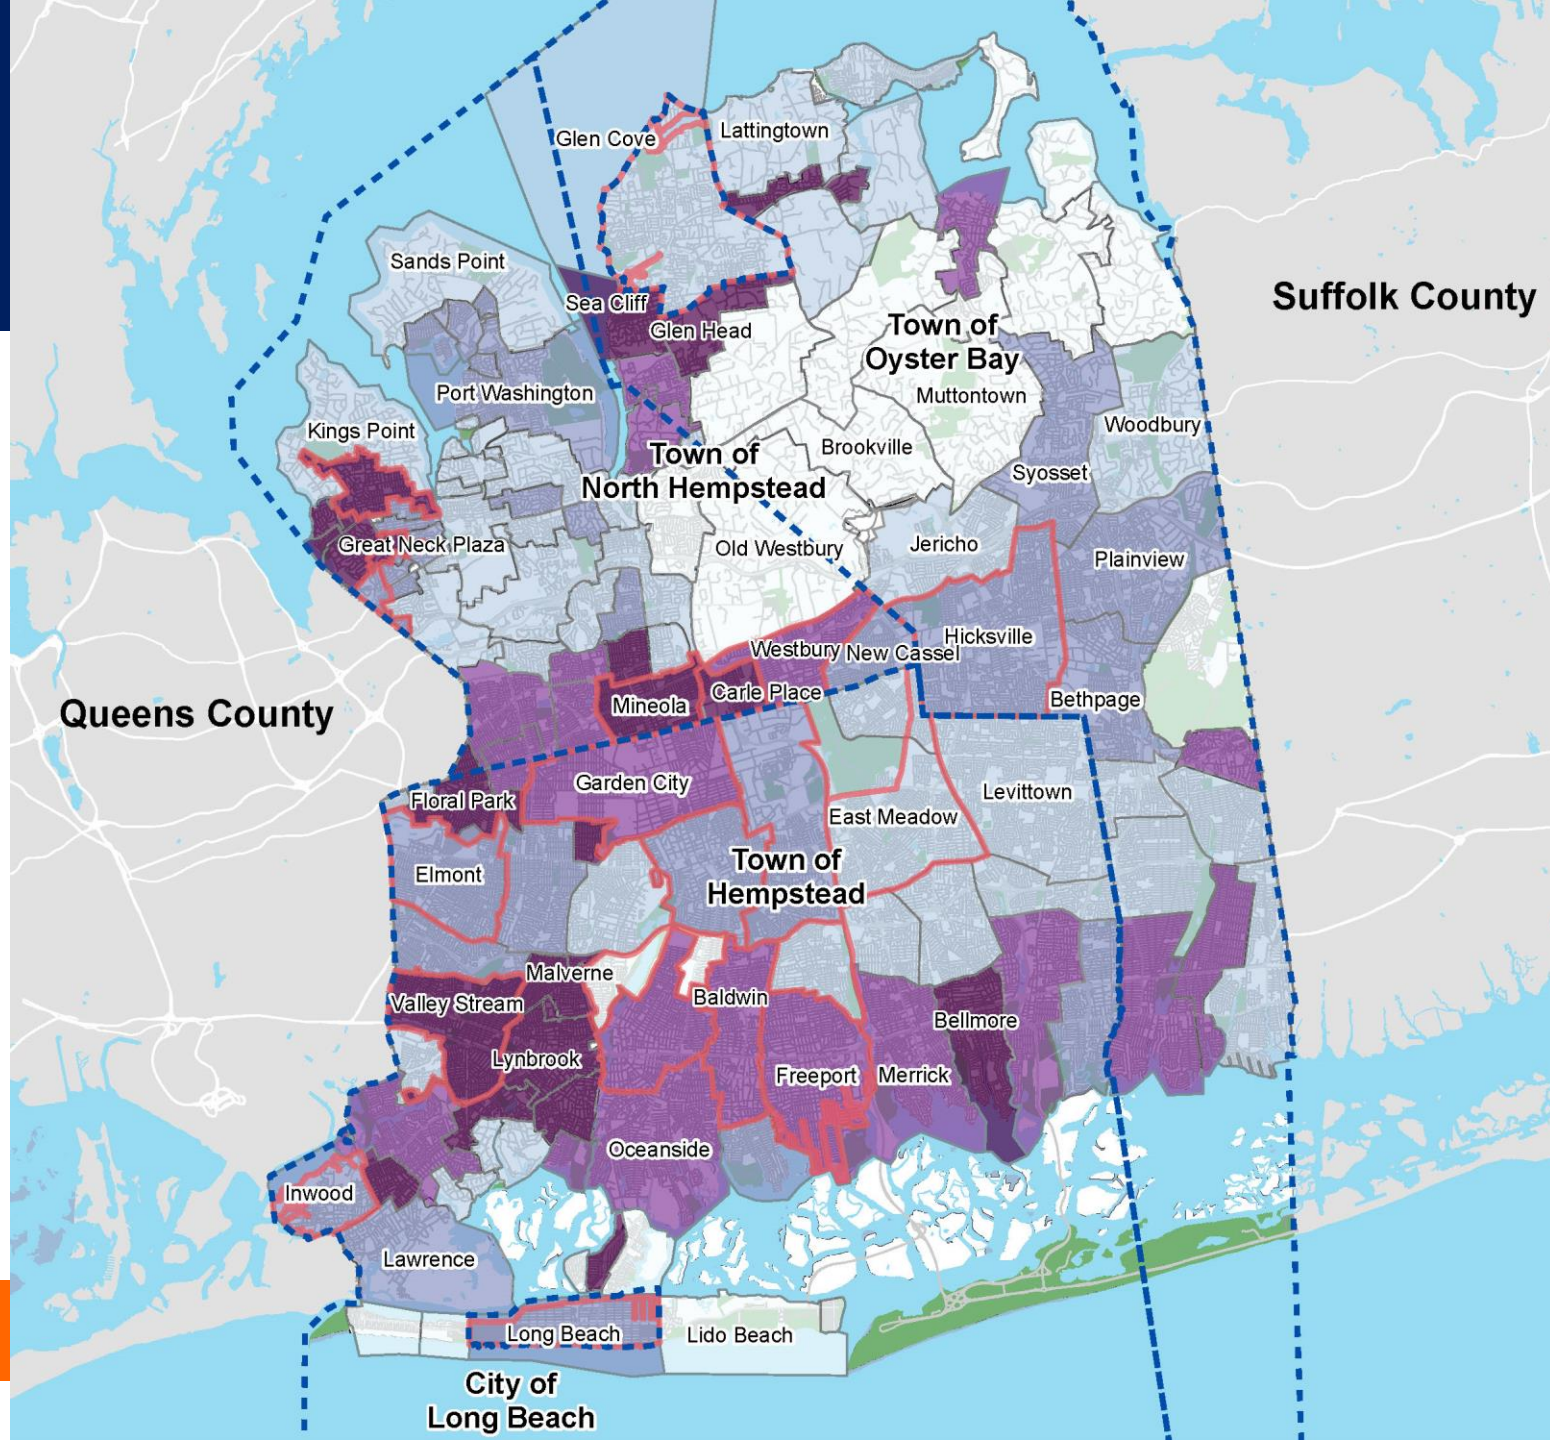 Glen Cove
Lattingtown
Sands Point
Sea Cliff
Glen Head
Suffolk County
Town of
Oyster Bay
Muttontown
Port Washington
Kings Point
Woodbury
Brookville
Town of
North Hempstead
Syosset
Great Neck Plaza
Old Westbury
Jericho
Plainview
Hicksville
Westbury
New Cassel
Queens County
Mineola
Carle Place
Bethpage
Garden City
Floral Park
Levittown
East Meadow
Elmont
Town of
Hempstead
Malverne
Valley Stream
Baldwin
Bellmore
Lynbrook
Freeport
Merrick
Oceanside
Inwood
Lawrence
Long Beach
Lido Beach
City of
Long Beach